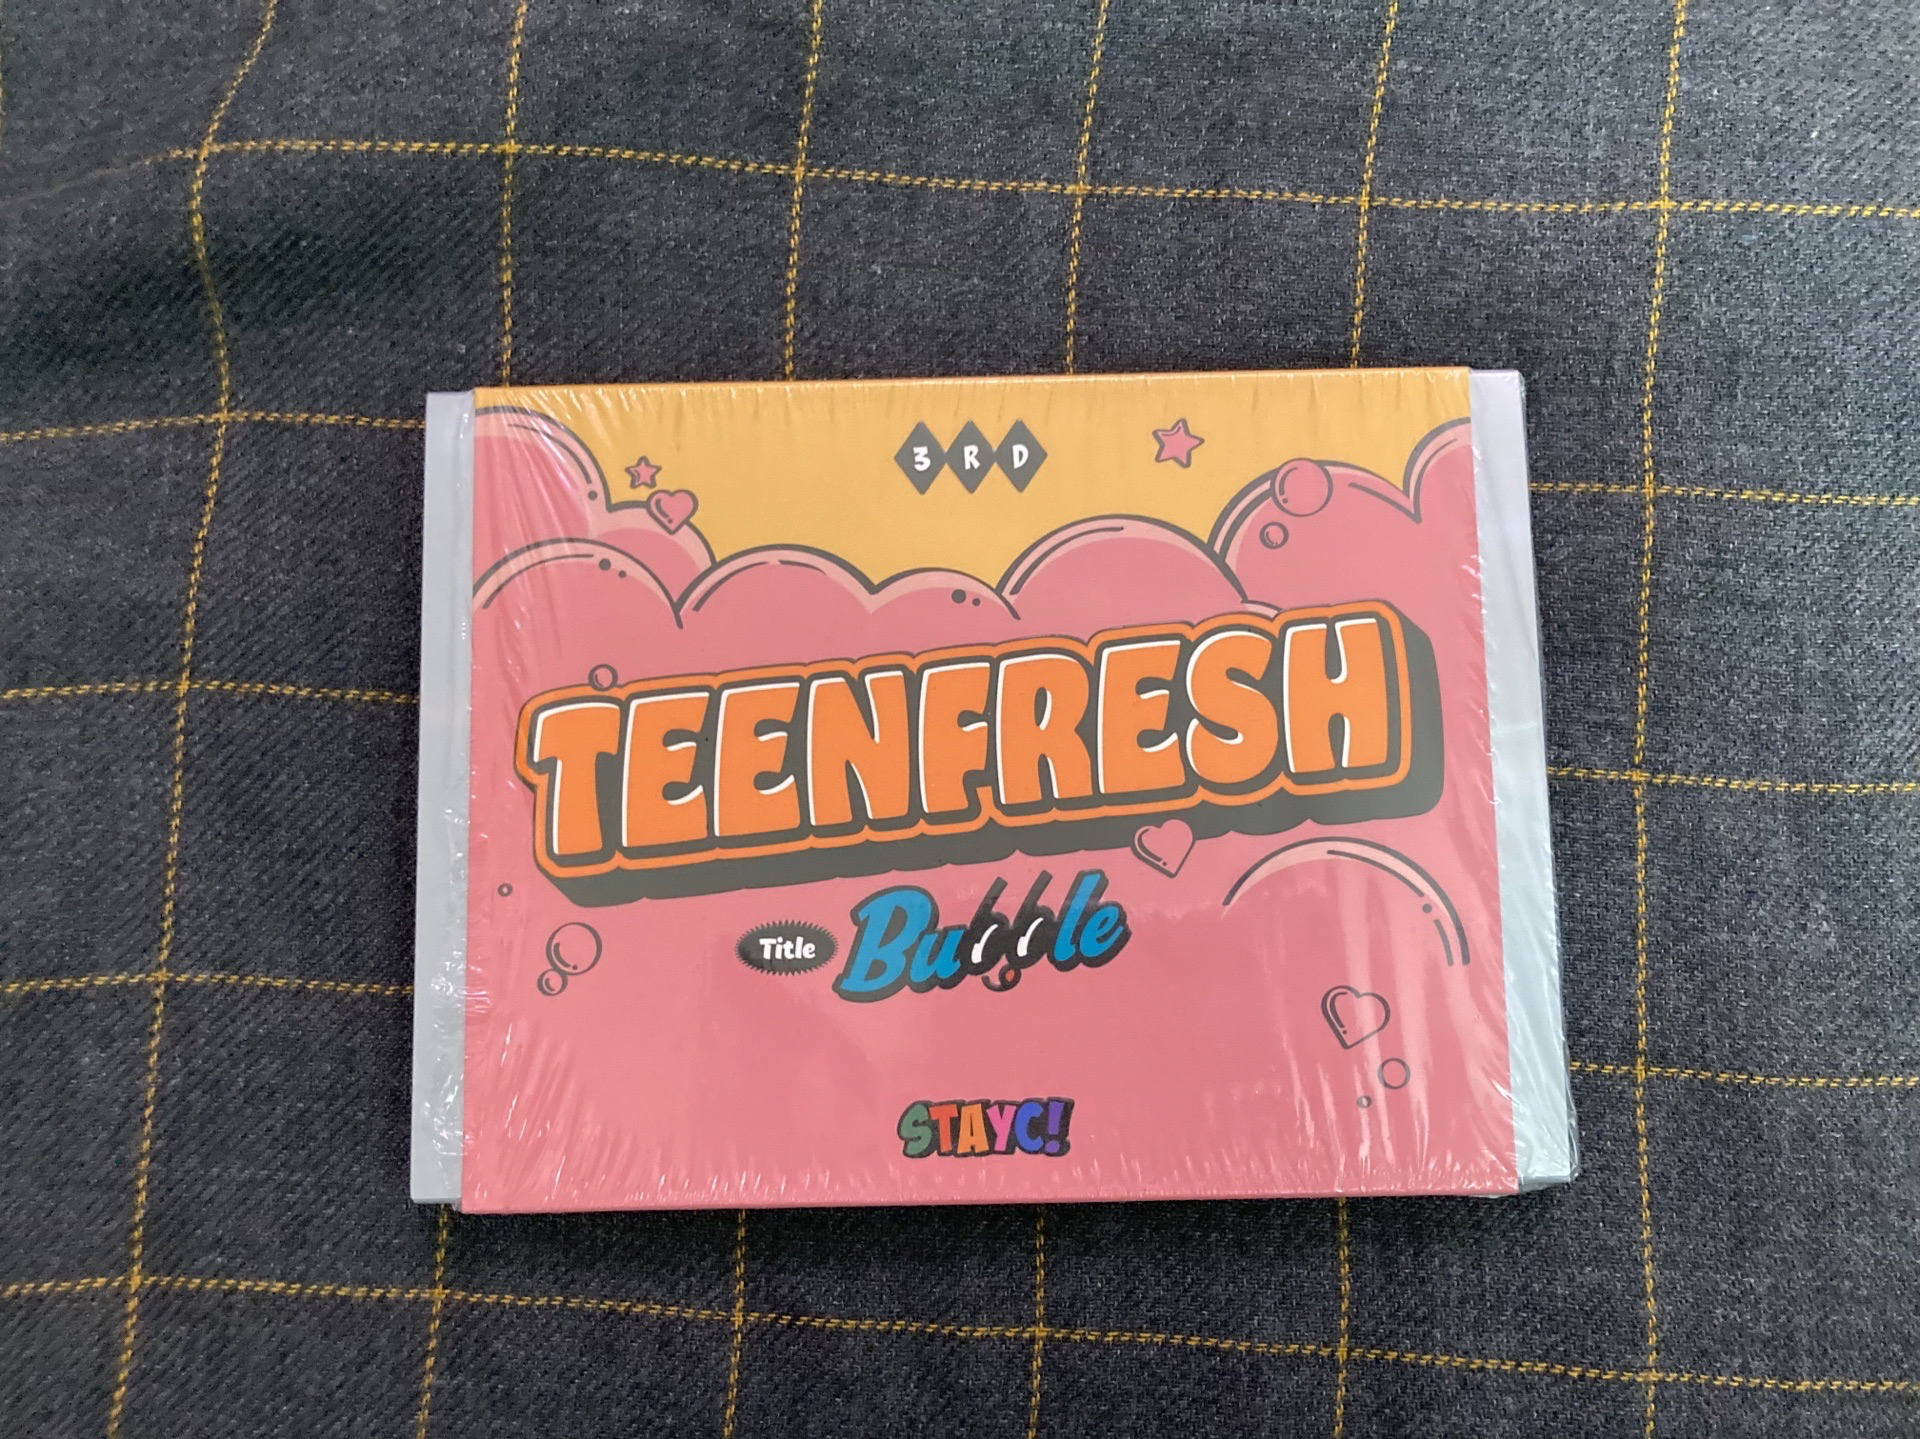 3RD
TEENFRESH
Title Bubble
STAYC!